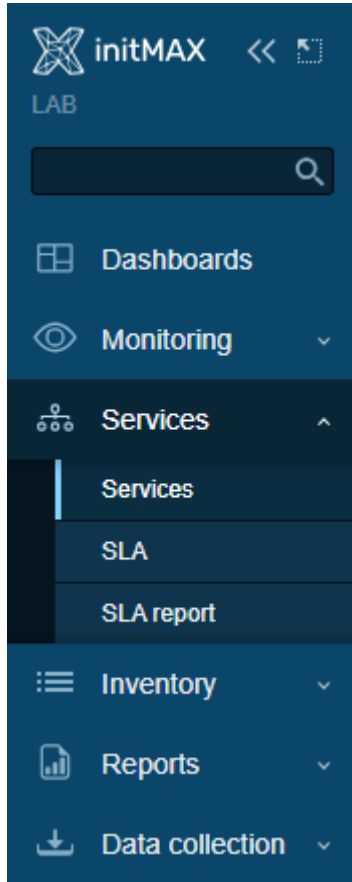 initMAX
LAB
Dashboards
Monitoring
Services
Services
SLA
SLA report
Inventory
Reports
Data collection